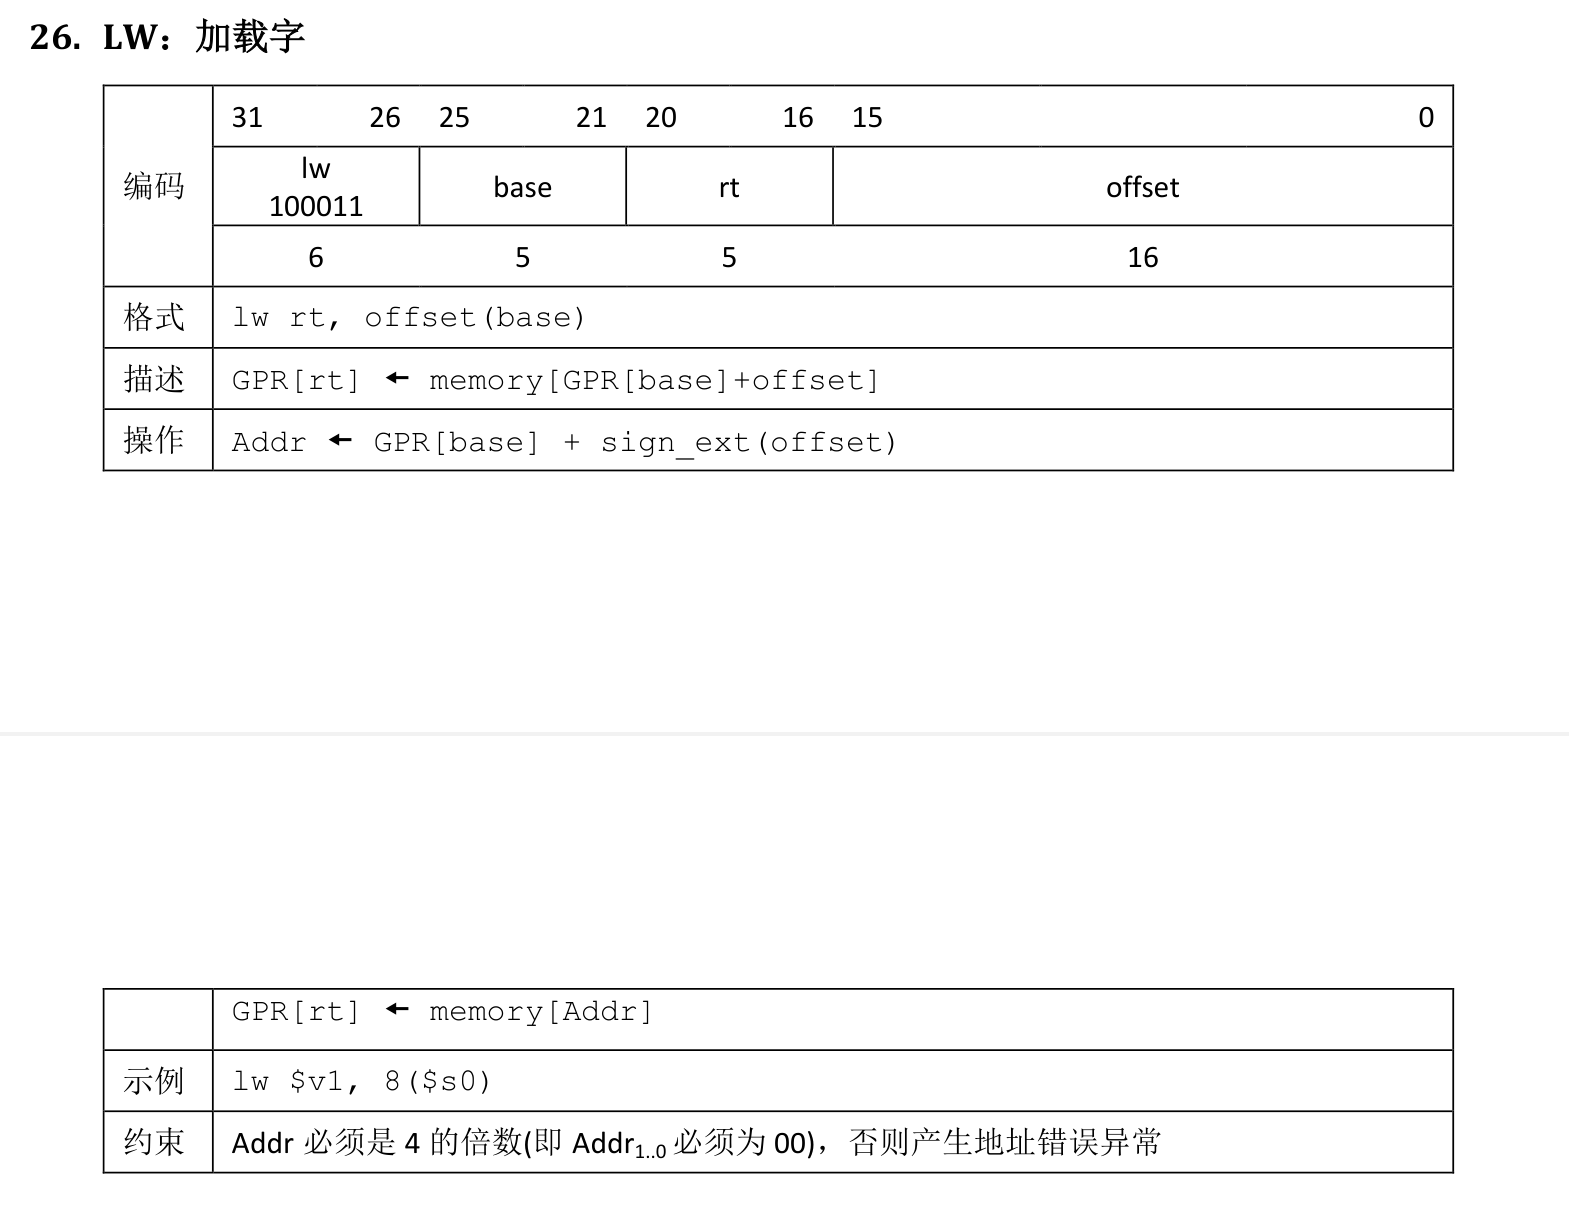 26. LW：加载字
31 26 25 21 20 16 15 0
编码
lw
100011
base rt offset
6 5 5 16
格式 lw rt, offset(base)
描述 GPR[rt] ← memory[GPR[base]+offset]
操作 Addr ← GPR[base] + sign_ext(offset)
GPR[rt] ← memory[Addr]
示例 lw $v1, 8($s0)
约束 Addr 必须是 4 的倍数(即 Addr1..0 必须为 00)，否则产生地址错误异常